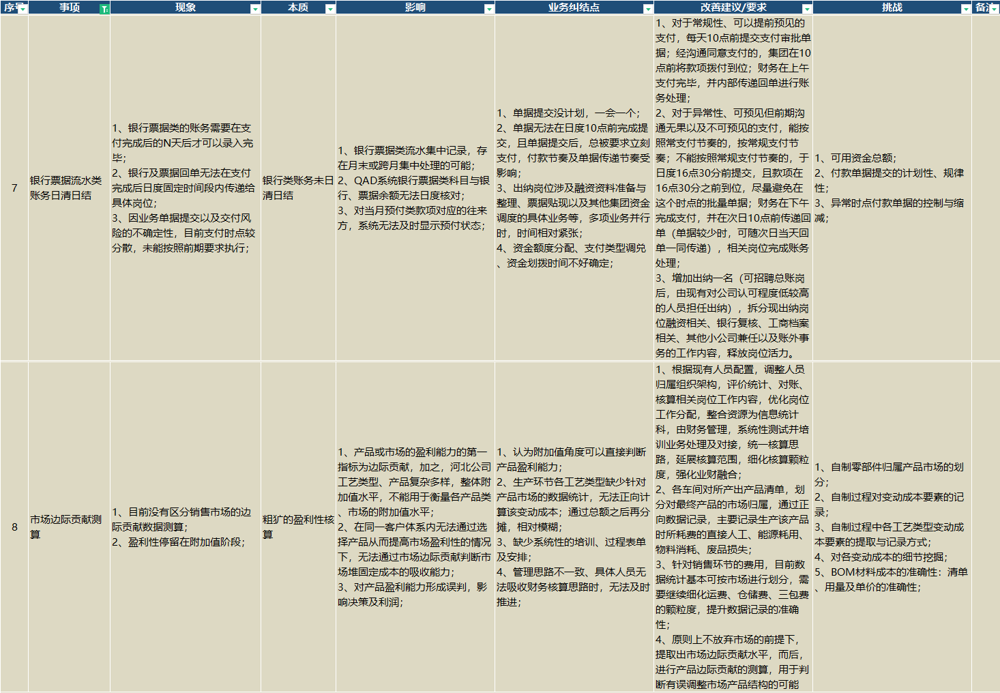 序号 事项 现象 本质 影响 业务纠结点 改善建议/要求 挑战 备注
7
银行票据流水类
账务日清日结
1、银行票据类的账务需要在支
付完成后的N天后才可以录入完
毕；
2、银行及票据回单无法在支付
完成后日度固定时间段内传递给
具体岗位；
3、因业务单据提交以及交付风
险的不确定性，目前支付时点较
分散，未能按照前期要求执行；
银行类账务未日
清日结
1、银行票据类流水集中记录，存
在月末或跨月集中处理的可能；
2、QAD系统银行票据类科目与银
行、票据余额无法日度核对；
3、对当月预付类款项对应的往来
方，系统无法及时显示预付状态；
1、单据提交没计划，一会一个；
2、单据无法在日度10点前完成提
交，且单据提交后，总被要求立刻
支付，付款节奏及单据传递节奏受
影响；
3、出纳岗位涉及融资资料准备与
整理、票据贴现以及其他集团资金
调度的具体业务等，多项业务并行
时，时间相对紧张；
4、资金额度分配、支付类型调兑
、资金划拨时间不好确定；
1、对于常规性、可以提前预见的
支付，每天10点前提交支付审批单
据；经沟通同意支付的，集团在10
点前将款项拨付到位；财务在上午
支付完毕，并内部传递回单进行账
务处理；
2、对于异常性、可预见但前期沟
通无果以及不可预见的支付，能按
照常支付节奏的，按常规支付节
奏；不能按照常规支付节奏的，于
日度16点30分前提交，且款项在
16点30分之前到位，尽量避免在
这个时点的批量单据；财务在下午
完成支付，并在次日10点前传递回
单（单据较少时，可随次日当天回
单一同传递），相关岗位完成账务
处理；
3、增加出纳一名（可招聘总账岗
后，由现有对公司认可程度低较高
的人员担任出纳），拆分现出纳岗
位融资相关、银行复核、工商档案
相关、其他小公司兼任以及账外事
务的工作内容，释放岗位活力。
1、可用资金总额；
2、付款单据提交的计划性、规律
性；
3、异常时点付款单据的控制与缩
减；
8
市场边际贡献测
算
1、目前没有区分销售市场的边
际贡献数据测算；
2、盈利性停留在附加值阶段；
粗犷的盈利性核
算
1、产品或市场的盈利能力的第一
指标为边际贡献，加之，河北公司
工艺类型、产品复杂多样，整体附
加值水平，不能用于衡量各产品类
、市场的附加值水平；
2、在同一客户体系内无法通过选
择产品从而提高市场盈利性的情况
下，无法通过市场边际贡献判断市
场堆固定成本的吸收能力；
3、对产品盈利能力形成误判，影
响决策及利润；
1、认为附加值角度可以直接判断
产品盈利能力；
2、生产环节各工艺类型缺少针对
产品市场的数据统计，无法正向计
算该变动成本；通过总额之后再分
摊，相对模糊；
3、缺少系统性的培训、过程表单
及安排；
4、管理思路不一致、具体人员无
法吸收财务核算思路时，无法及时
推进；
1、根据现有人员配置，调整人员
归属组织架构，评价统计、对账、
核算相关岗位工作内容，优化岗位
工作分配，整合资源为信息统计
科，由财务管理，系统性测试并培
训业务处理及对接，统一核算思
路，延展核算范围，细化核算颗粒
度，强化业财融合；
2、各车间对所产出产品清单，划
分对最终产品的市场归属，通过正
向数据记录，主要记录生产该产品
时所耗费的直接人工、能源耗用、
物料消耗、废品损失；
3、针对销售环节的费用，目前数
据统计基本可按市场进行划分，需
要继续细化运费、仓储费、三包费
的颗粒度，提升数据记录的准确
性；
4、原则上不放弃市场的前提下，
提取出市场边际贡献水平，而后，
进行产品边际贡献的测算，用于判
断有误调整市场产品结构的可能
1、自制零部件归属产品市场的划
分；
2、自制过程对变动成本要素的记
录；
3、自制过程中各工艺类型变动成
本要素的提取与记录方式；
4、对各变动成本的细节挖掘；
5、BOM材料成本的准确性：清单
、用量及单价的准确性；